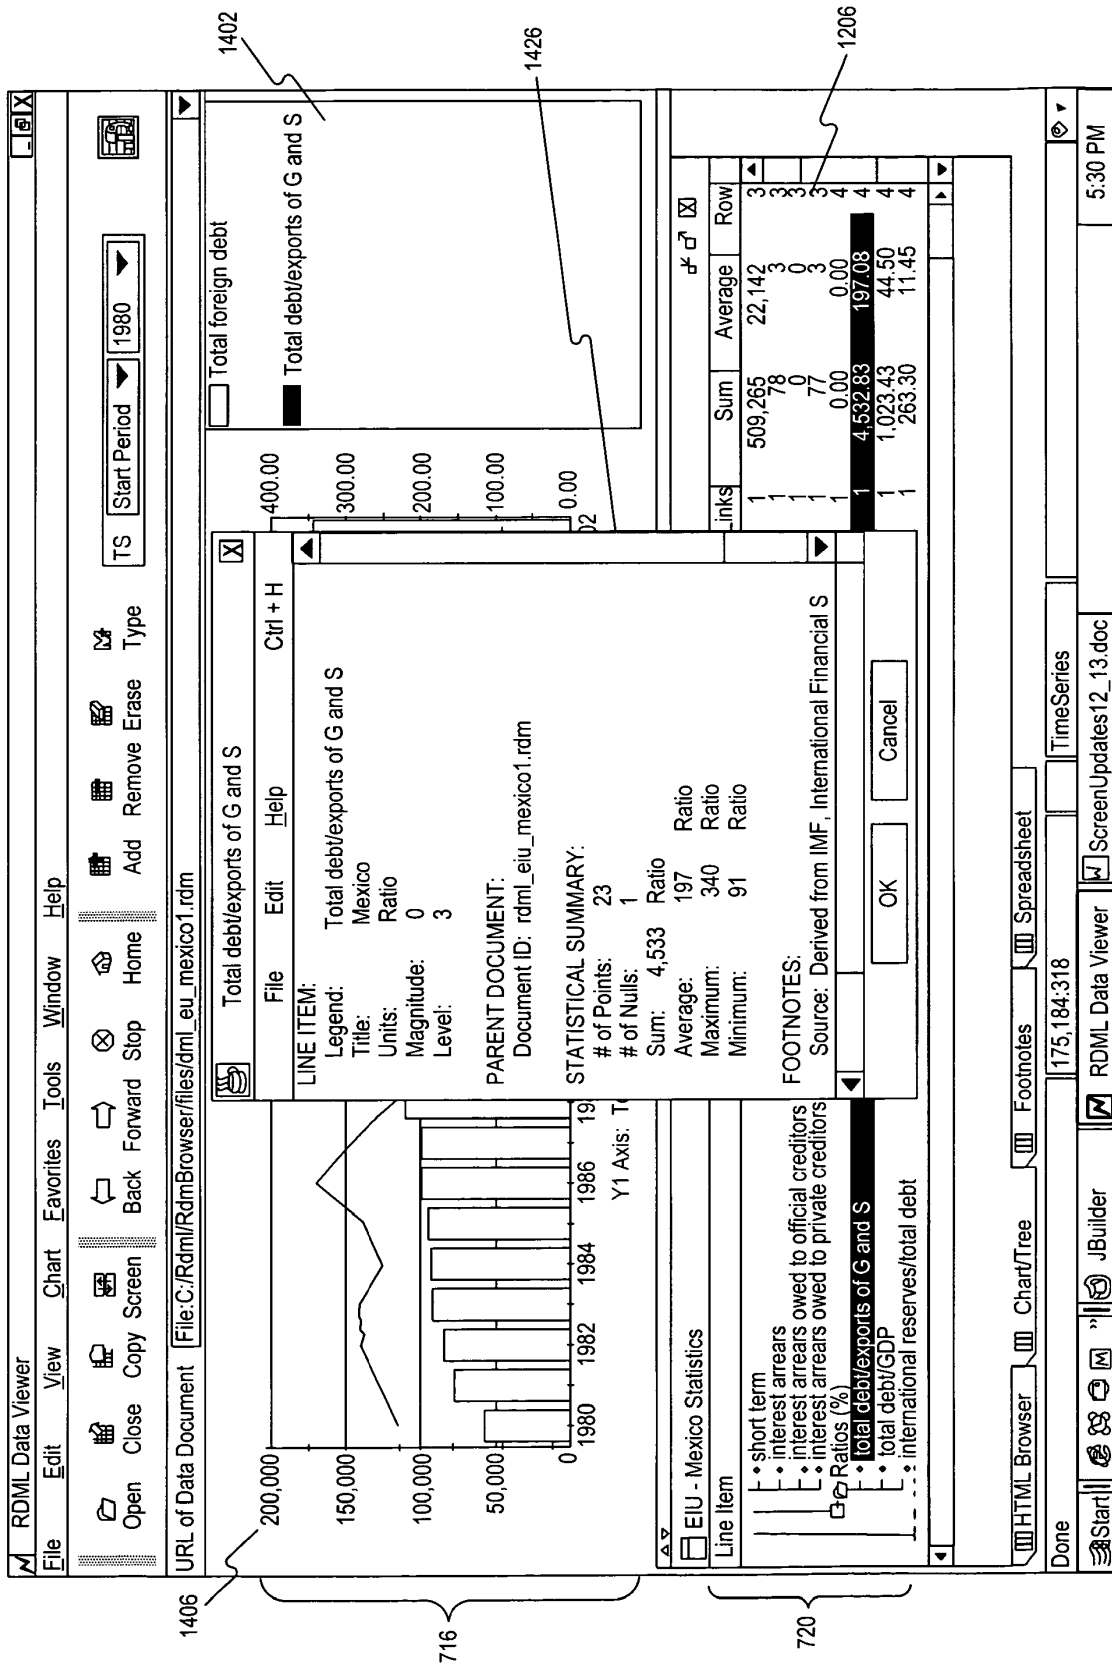 RDML Data Viewer
File Edit View Chart Favorites Tools Window Help
Open Close Copy Screen Back Forward Stop Home Add Remove Erase Type
TS Start Period 1980
URL of Data Document File:C:/Rdml/RdmBrowser/files/dml_eu_mexico1.rdm
1406
1402
1426
1206
716
720
200,000
150,000
100,000
50,000
0
1980 1982 1984 1986
400.00
300.00
200.00
100.00
0.00
Total foreign debt
Total debt/exports of G and S
Total debt/exports of G and S
File Edit Help Ctrl + H
LINE ITEM:
Legend: Total debt/exports of G and S
Title: Mexico
Units: Ratio
Magnitude: 0
Level: 3
PARENT DOCUMENT:
Document ID: rdml_eiu_mexico1.rdm
STATISTICAL SUMMARY:
# of Points: 23
# of Nulls: 1
Sum: 4,533 Ratio
Average: 197 Ratio
Maximum: 340 Ratio
Minimum: 91 Ratio
FOOTNOTES:
Source: Derived from IMF, International Financial S
OK Cancel
Y1 Axis: T
EIU - Mexico Statistics
Line Item inks Sum Average Row
short term 1 509,265 22,142 3
interest arrears 1 78 3 3
interest arrears owed to official creditors 1 0 0 3
interest arrears owed to private creditors 1 77 3 3
Ratios (%) 1 0.00 0.00 4
total debt/exports of G and S 1 4,532.83 197.08 4
total debt/GDP 1 1,023.43 44.50 4
international reserves/total debt 1 263.30 11.45 4
HTML Browser Chart/Tree Footnotes Spreadsheet
Done 175,184:318 TimeSeries
Start JBuilder RDML Data Viewer ScreenUpdates12_13.doc 5:30 PM